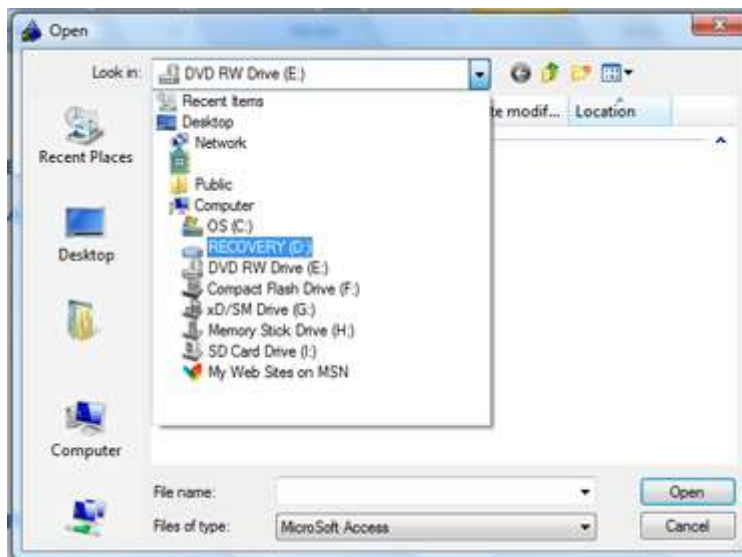 Open
Look in: DVD RW Drive (E:)
Recent Items
Desktop
Network
Public
Computer
OS (C:)
RECOVERY (D:)
DVD RW Drive (E:)
Compact Flash Drive (F:)
xD/SM Drive (G:)
Memory Stick Drive (H:)
SD Card Drive (I:)
My Web Sites on MSN
te modif... Location
Recent Places
Desktop
Computer
File name: Open
Files of type: MicroSoft Access Cancel